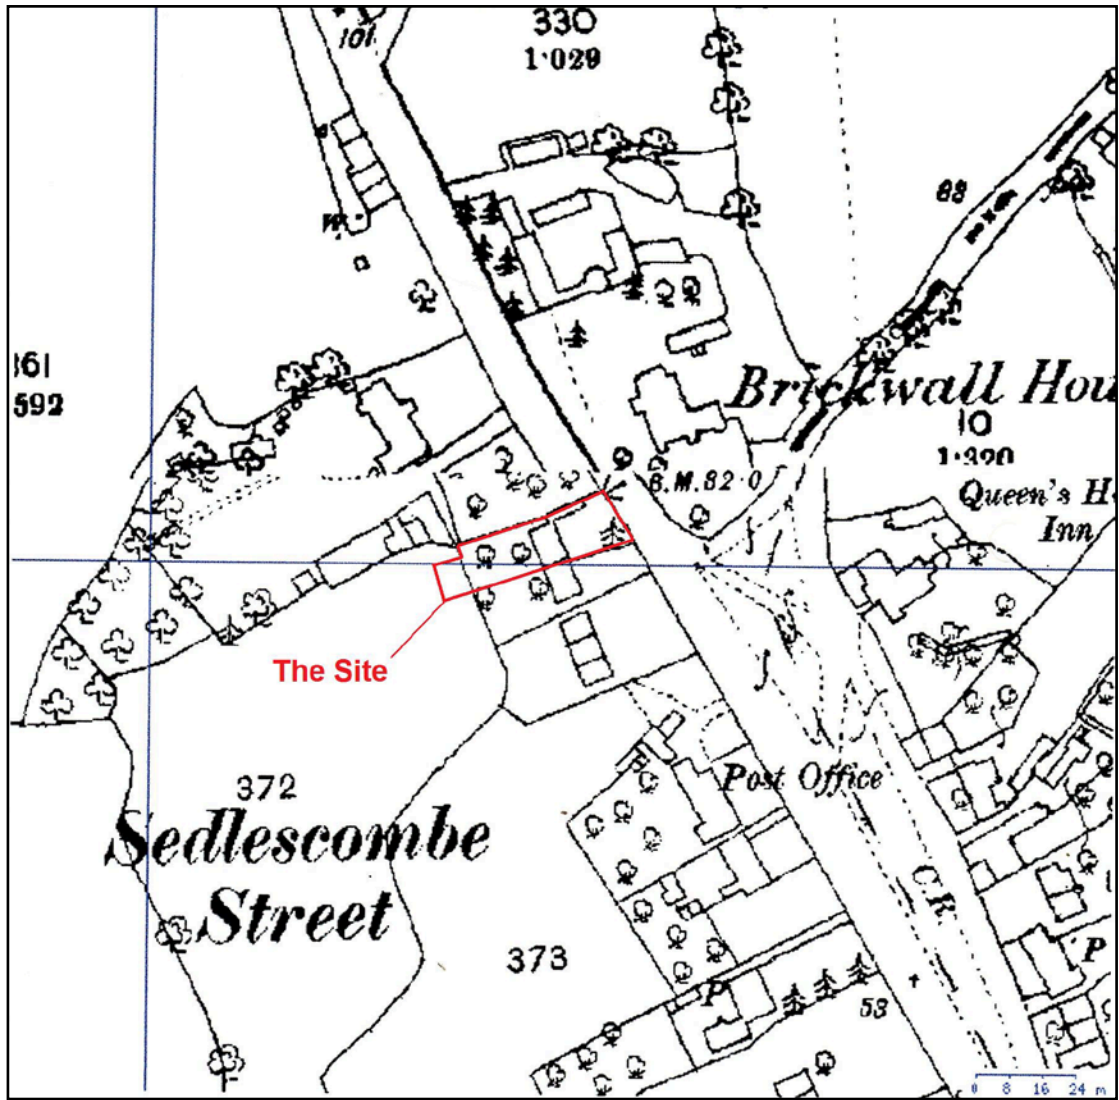 101
330
1·029
88
W.
361
592
Brickwall Hou
10
1·390
B.M.82·0
Queen's H
Inn
The Site
372
Post Office
Sedlescombe
Street
C.R.
373
P
P
53
0 8 16 24 m